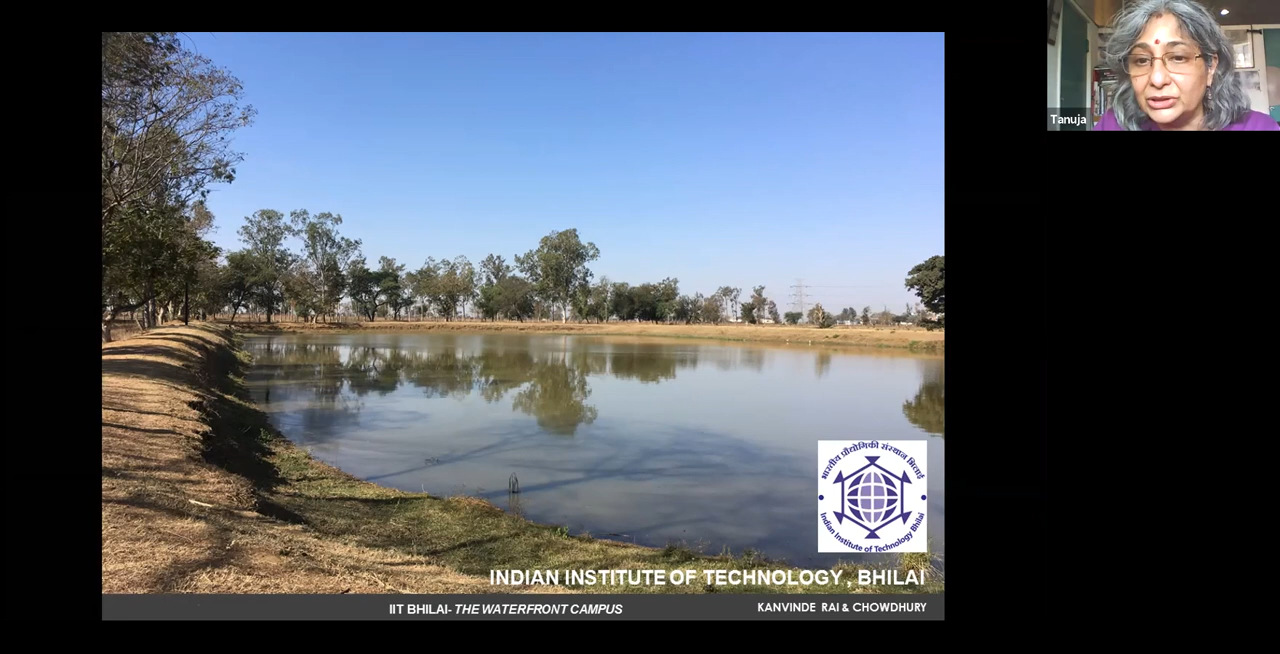 Tanuja
भारतीय प्रौद्योगिकी संस्थान भिलाई
Indian Institute of Technology Bhilai
INDIAN INSTITUTE OF TECHNOLOGY , BHILAI
IIT BHILAI- THE WATERFRONT CAMPUS
KANVINDE RAI & CHOWDHURY